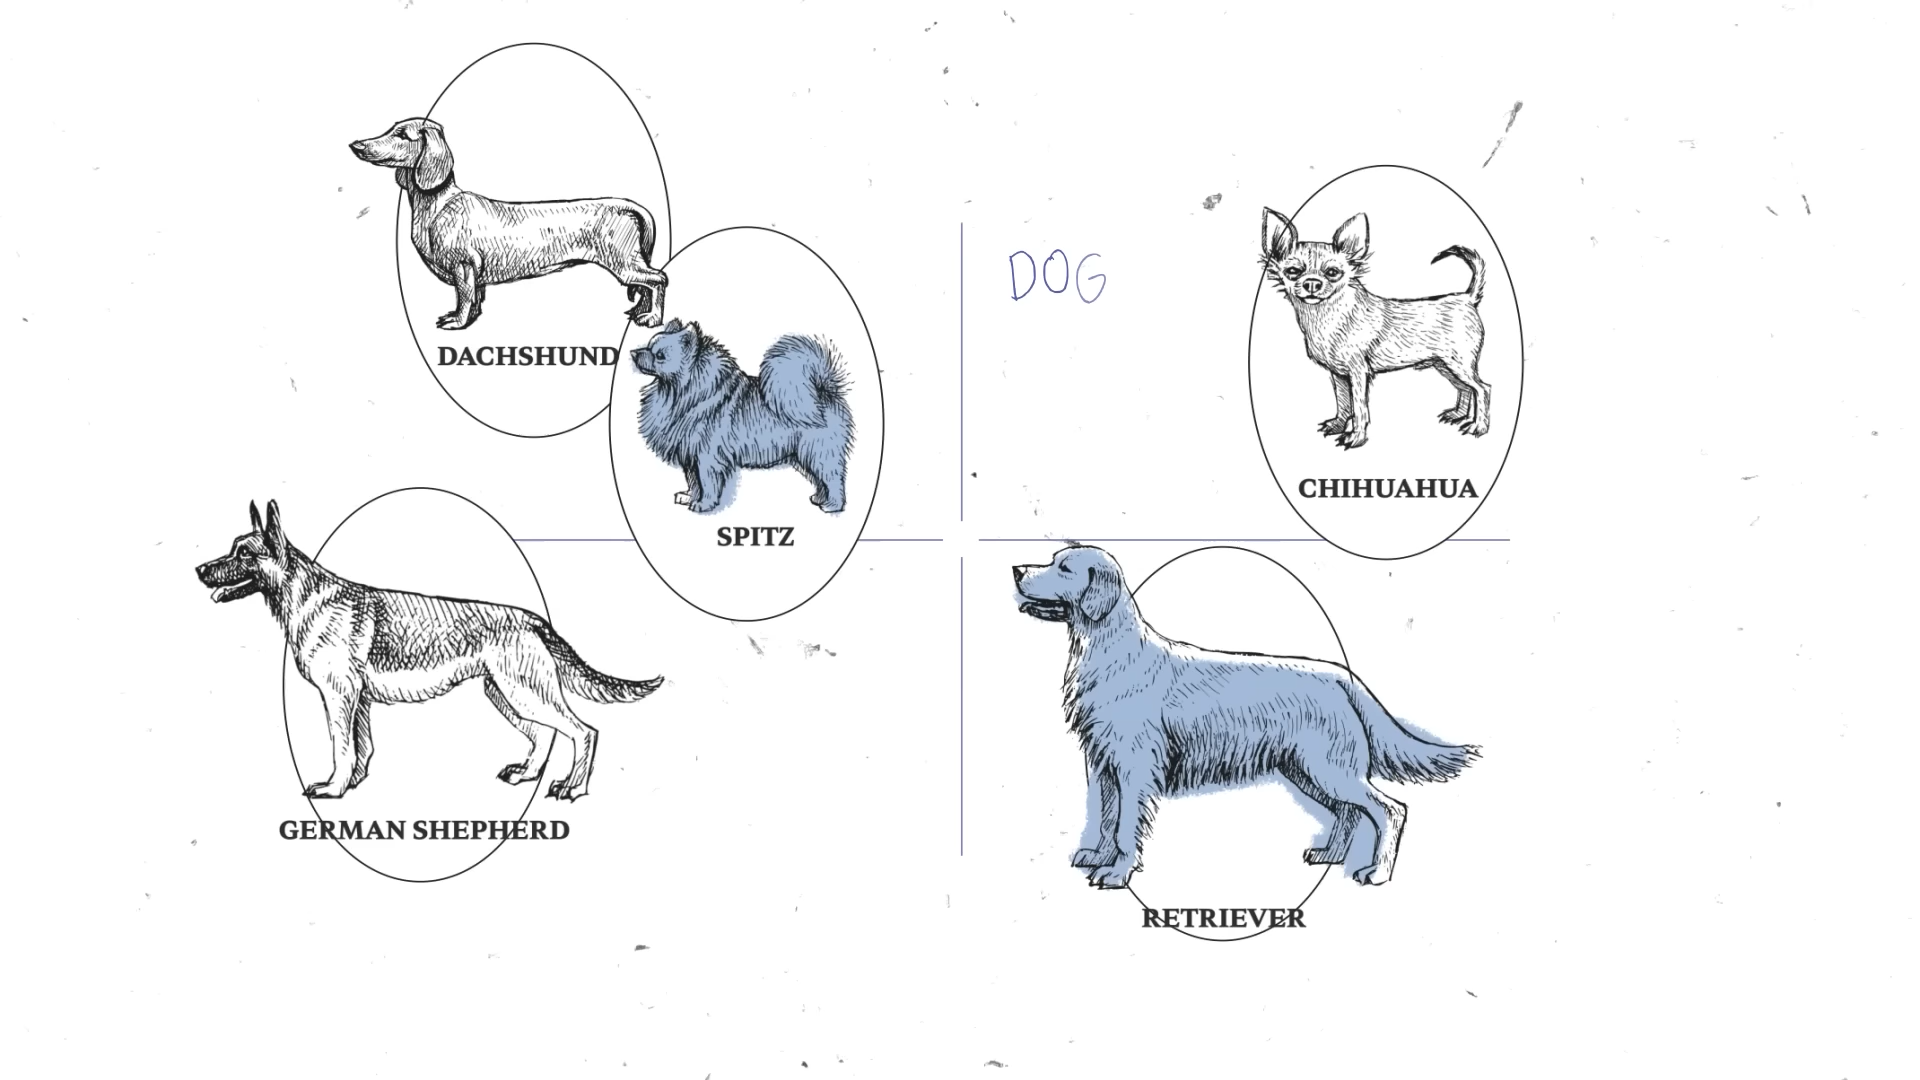 DACHSHUND
DOG
CHIHUAHUA
SPITZ
GERMAN SHEPHERD
RETRIEVER